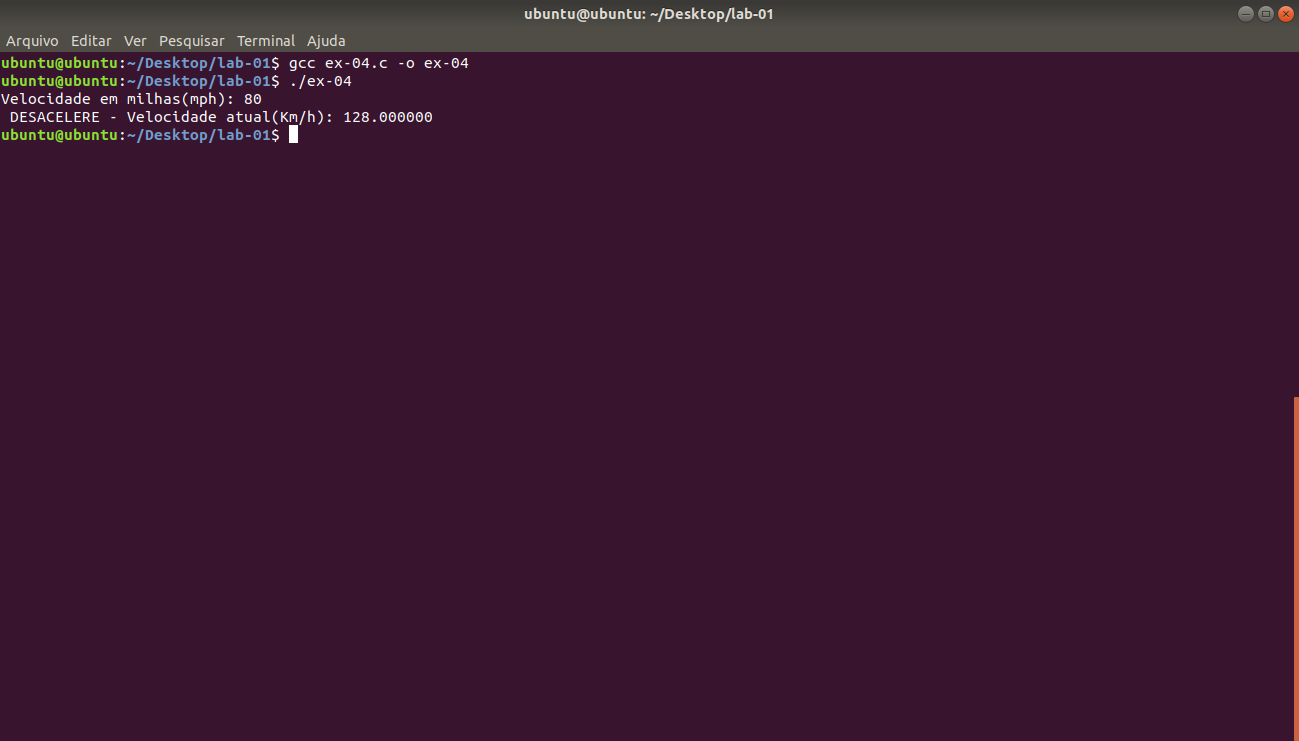 ubuntu@ubuntu: ~/Desktop/lab-01
Arquivo Editar Ver Pesquisar Terminal Ajuda
ubuntu@ubuntu:~/Desktop/lab-01$ gcc ex-04.c -o ex-04
ubuntu@ubuntu:~/Desktop/lab-01$ ./ex-04
Velocidade em milhas(mph): 80
 DESACELERE - Velocidade atual(Km/h): 128.000000
ubuntu@ubuntu:~/Desktop/lab-01$